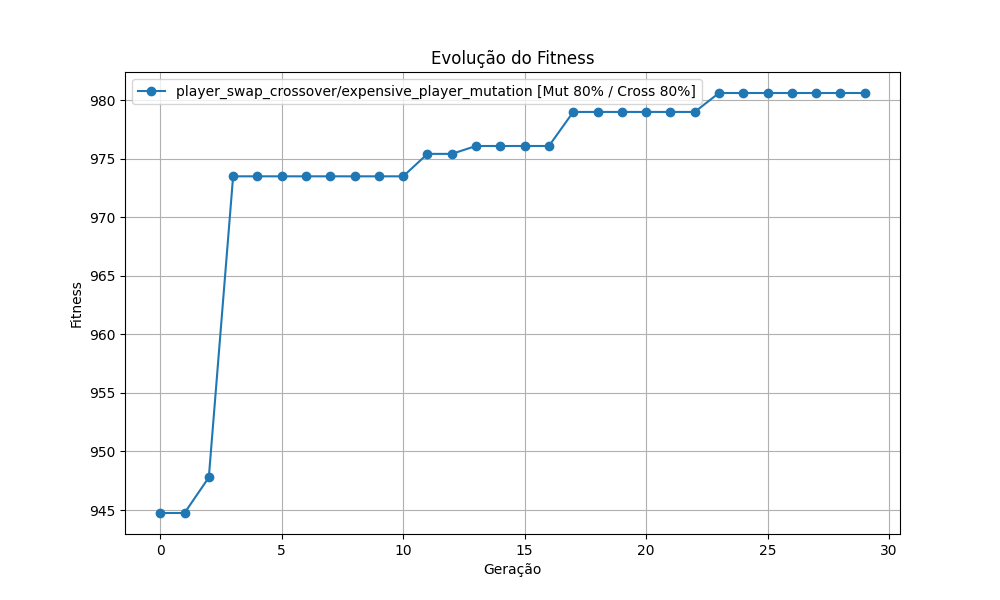 Evolução do Fitness
player_swap_crossover/expensive_player_mutation [Mut 80% / Cross 80%]
980
975
970
965
960
955
950
945
Fitness
0 5 10 15 20 25 30
Geração